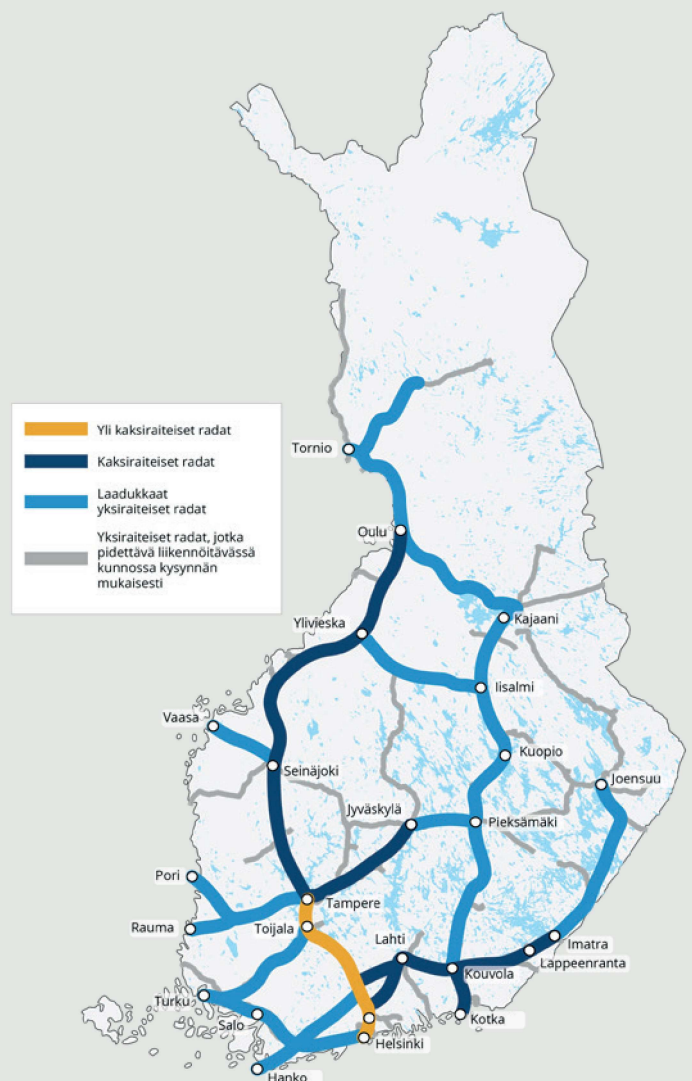 Yli kaksiraiteiset radat
Kaksiraiteiset radat
Laadukkaat
yksiraiteiset radat
Yksiraiteiset radat, jotka
pidettävä liikennöitävässä
kunnossa kysynnän
mukaisesti
Tornio
Oulu
Ylivieska
Kajaani
Iisalmi
Vaasa
Seinäjoki
Kuopio
Joensuu
Jyväskylä
Pieksämäki
Pori
Tampere
Rauma
Toijala
Lahti
Imatra
Lappeenranta
Kouvola
Turku
Salo
Kotka
Helsinki
Hanko